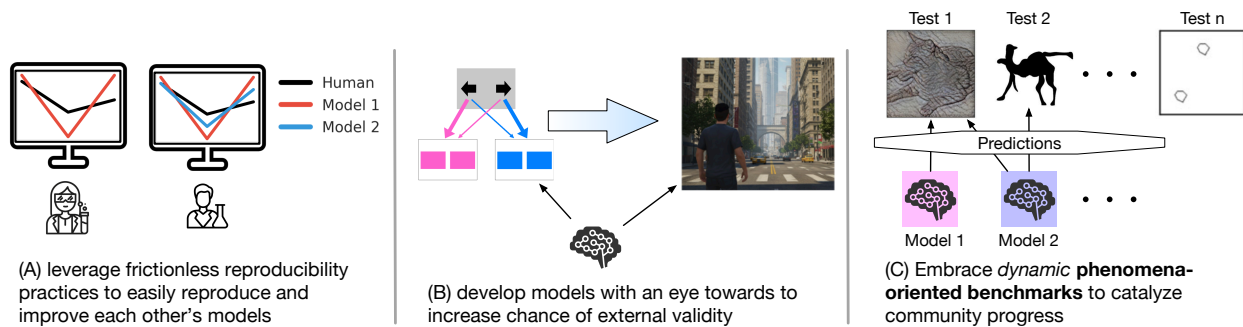 Human
Model 1
Model 2
(A) leverage frictionless reproducibility
practices to easily reproduce and
improve each other's models
(B) develop models with an eye towards to
increase chance of external validity
Test 1
Test 2
Test n
Predictions
Model 1
Model 2
(C) Embrace dynamic phenomena-
oriented benchmarks to catalyze
community progress